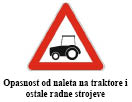 Opasnost od naleta na traktore i
ostale radne strojeve